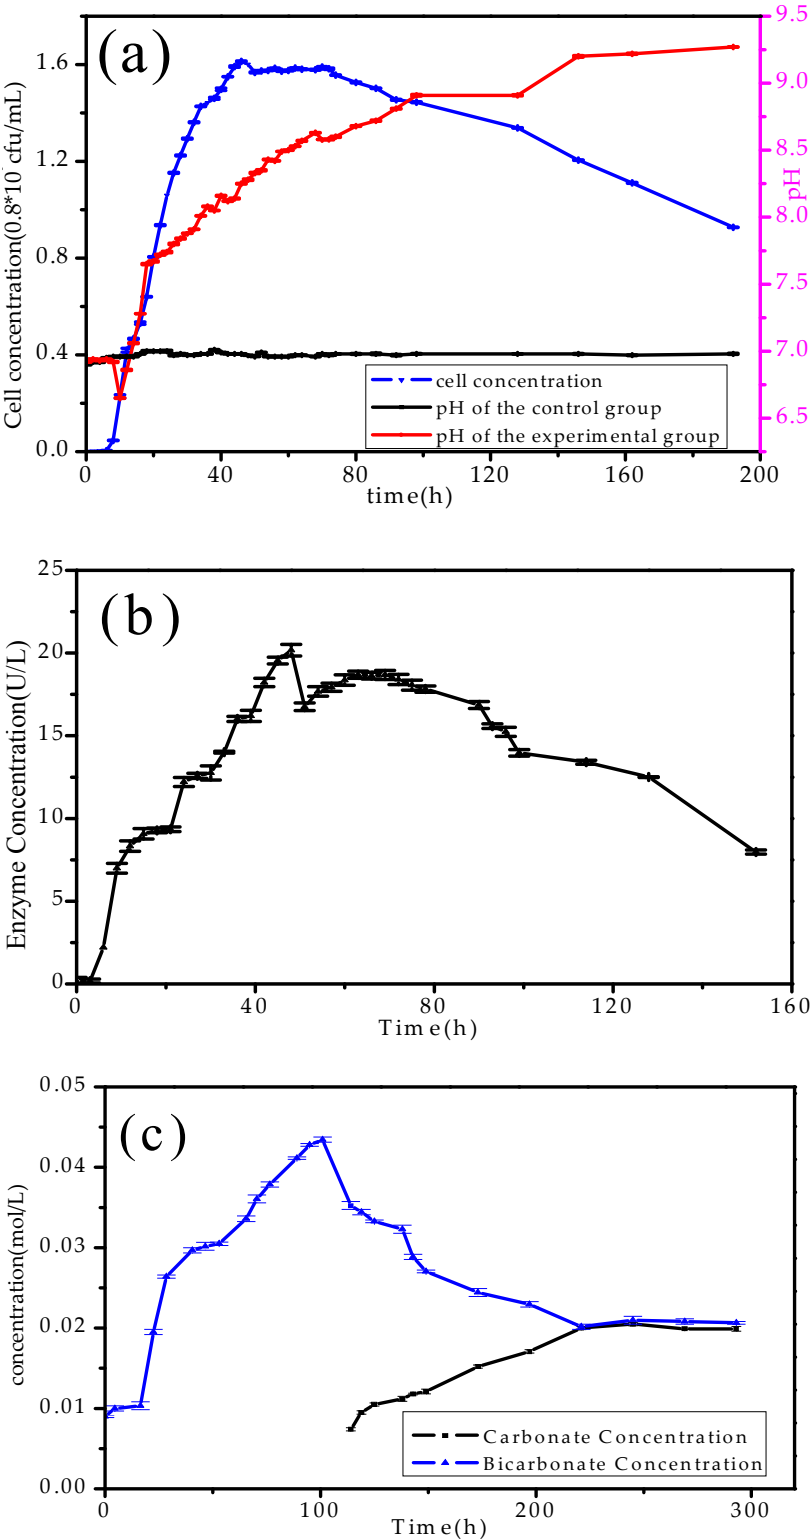 (a)
Cell concentration(0.8*10 cfu/mL)
1.6
1.2
0.8
0.4
0.0
pH
9.5
9.0
8.5
8.0
7.5
7.0
6.5
cell concentration
pH of the control group
pH of the experimental group
0 40 80 120 160 200
time(h)
(b)
Enzyme Concentration(U/L)
25
20
15
10
5
0
0 40 80 120 160
Time(h)
(c)
concentration(mol/L)
0.05
0.04
0.03
0.02
0.01
0.00
Carbonate Concentration
Bicarbonate Concentration
0 100 200 300
Time(h)